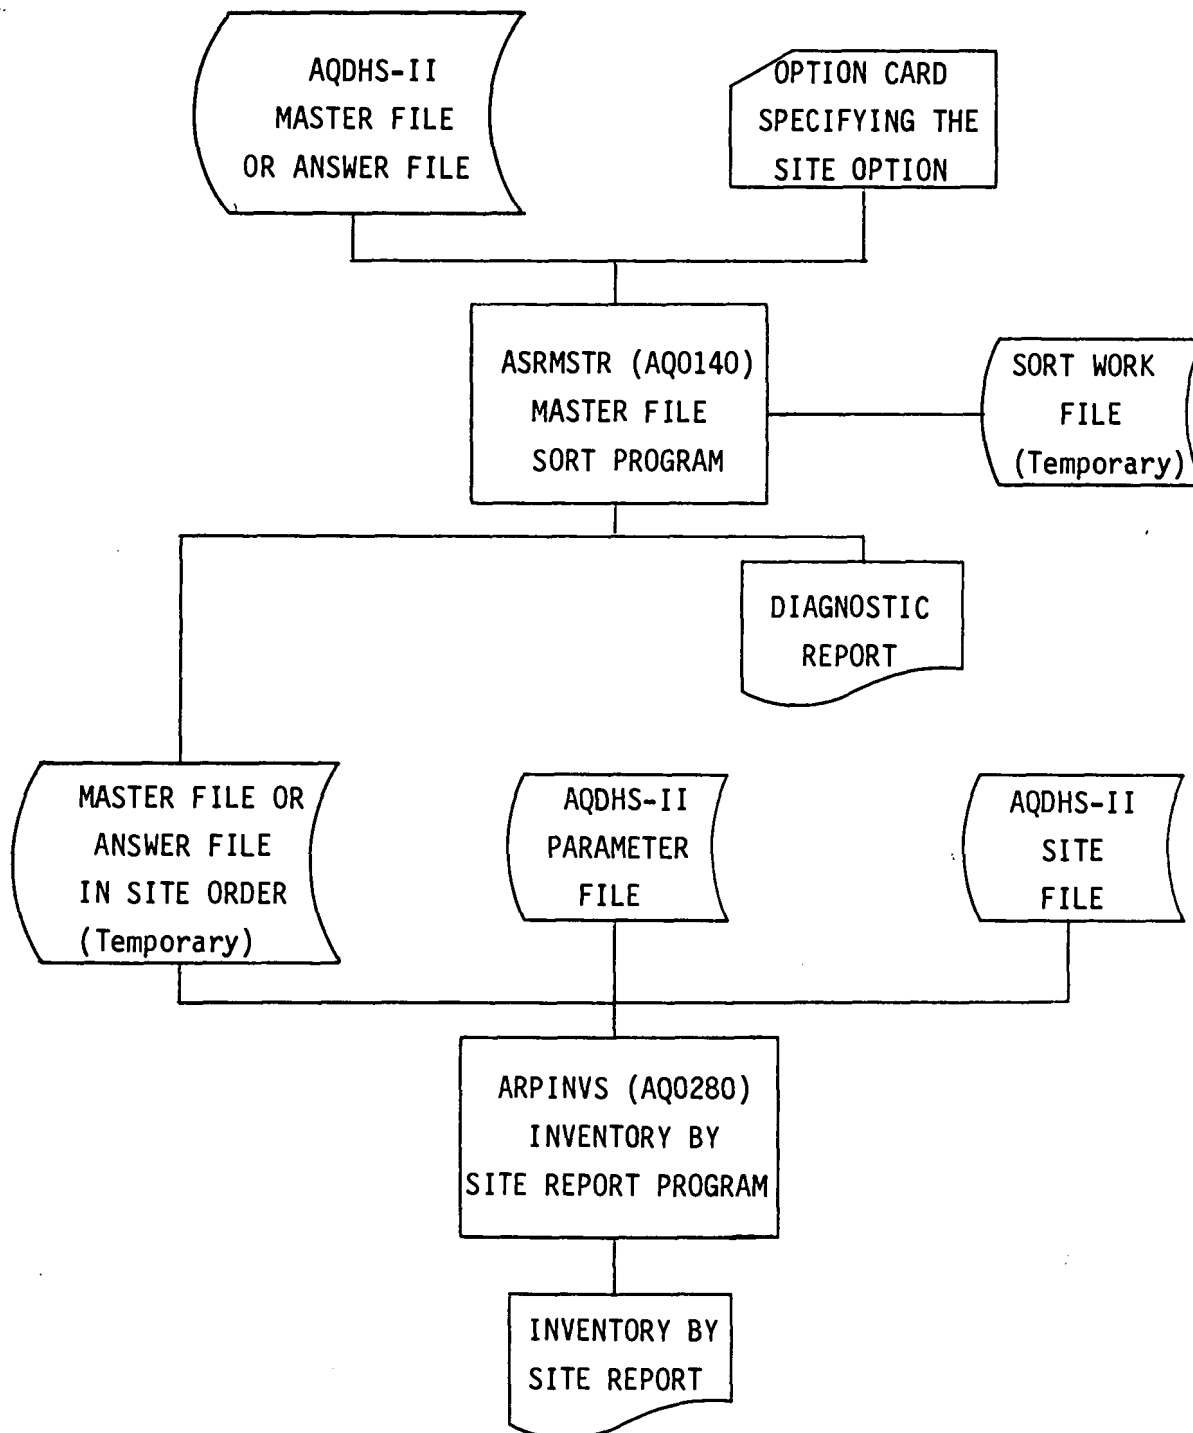 AQDHS-II
MASTER FILE
OR ANSWER FILE
OPTION CARD
SPECIFYING THE
SITE OPTION
ASRMSTR (AQ0140)
MASTER FILE
SORT PROGRAM
SORT WORK
FILE
(Temporary)
DIAGNOSTIC
REPORT
MASTER FILE OR
ANSWER FILE
IN SITE ORDER
(Temporary)
AQDHS-II
PARAMETER
FILE
AQDHS-II
SITE
FILE
ARPINVS (AQ0280)
INVENTORY BY
SITE REPORT PROGRAM
INVENTORY BY
SITE REPORT